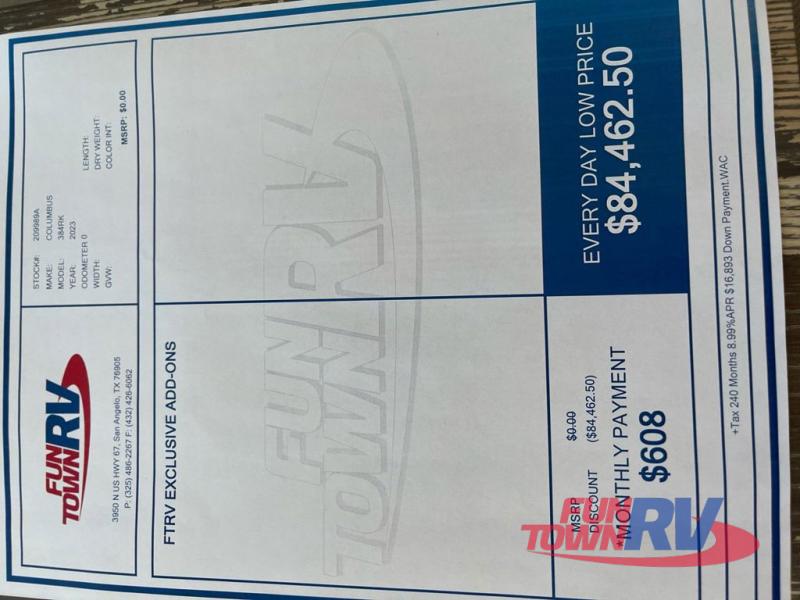 FUN
TOWN RV
3950 N US HWY 67, San Angelo, TX 76905
P: (325) 486-2267 F: (432) 426-6062
STOCK#: 209989A
MAKE: COLUMBUS
MODEL: 384RK
YEAR: 2023
ODOMETER 0
WIDTH: LENGTH:
GVW: DRY WEIGHT:
COLOR INT:
MSRP: $0.00
FTRV EXCLUSIVE ADD-ONS
FUN
TOWN RV
MSRP $0.00
DISCOUNT ($84,462.50)
*MONTHLY PAYMENT
$608
EVERY DAY LOW PRICE
$84,462.50
+Tax 240 Months 8.99%APR $16,893 Down Payment.WAC
FUN
TOWN RV